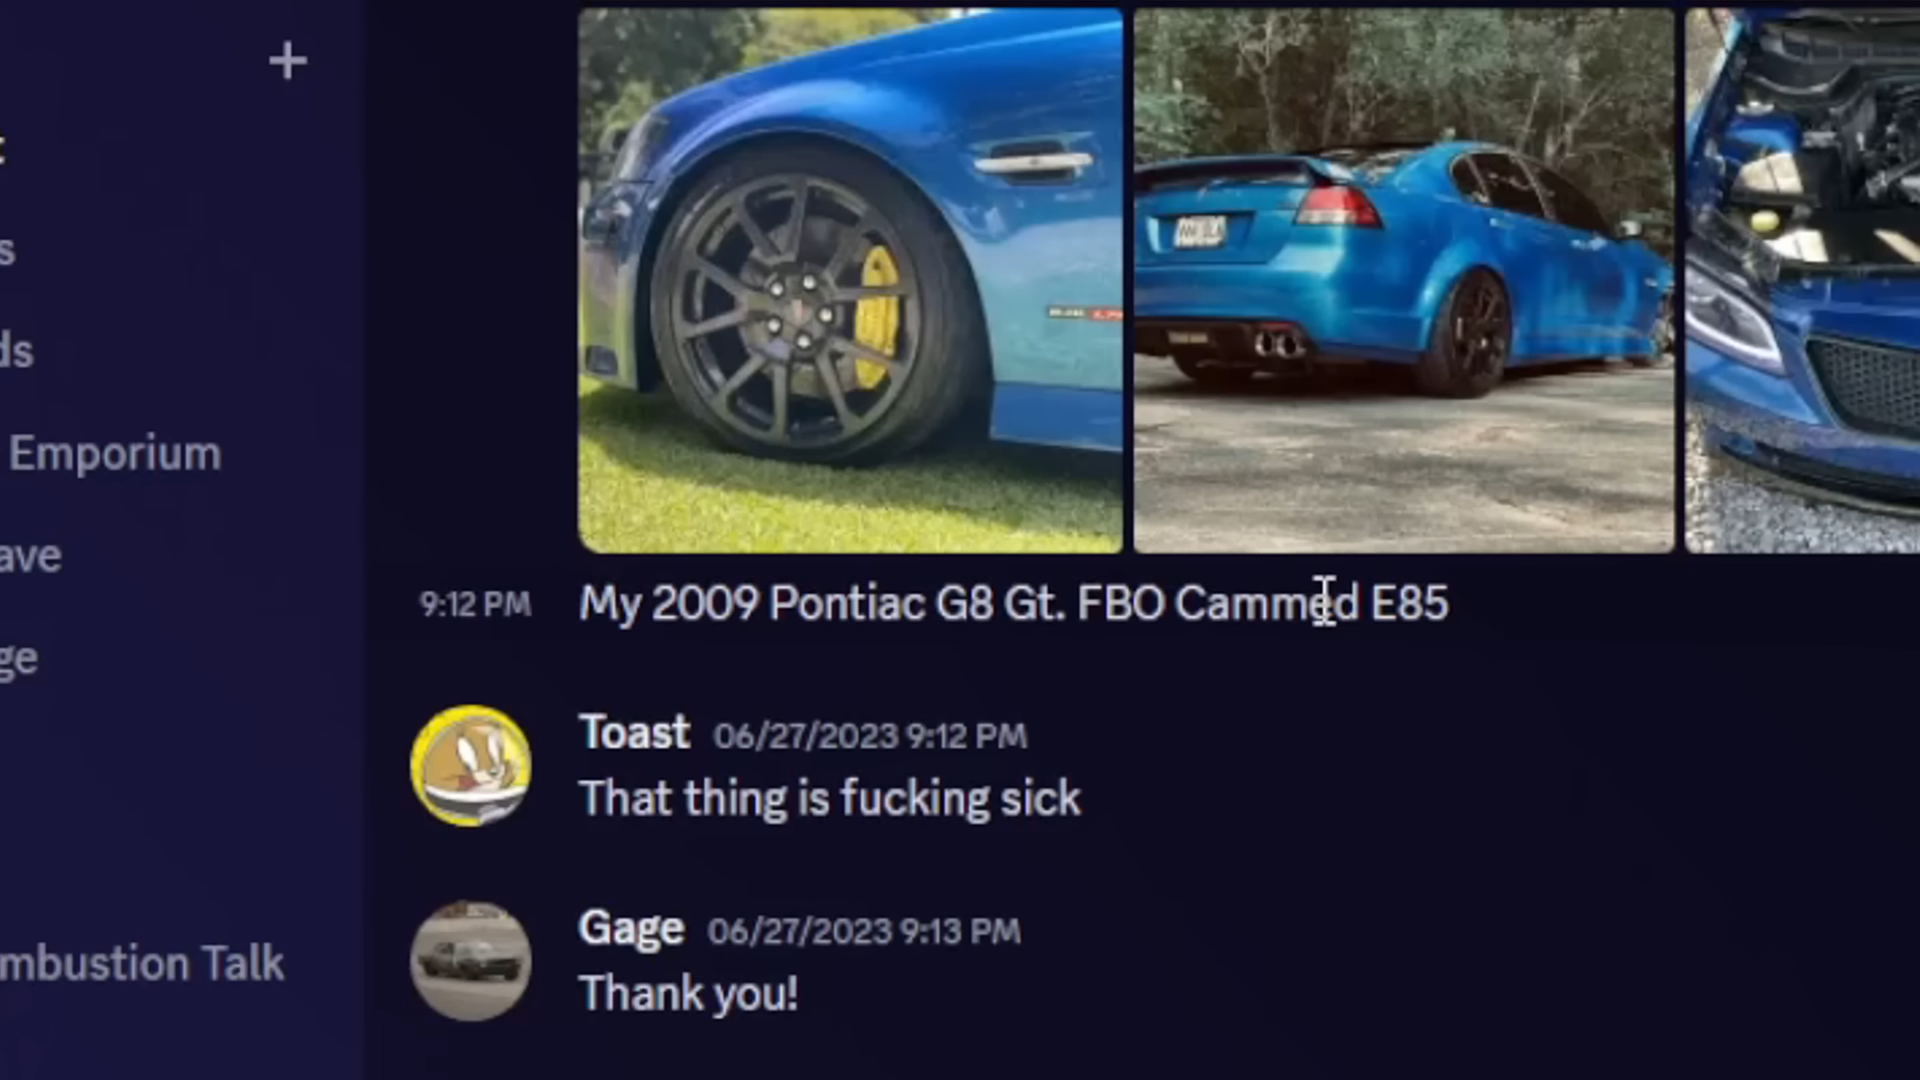 s
ds
Emporium
ave
ge
mbustion Talk
9:12 PM My 2009 Pontiac G8 Gt. FBO Cammed E85
Toast 06/27/2023 9:12 PM
That thing is fucking sick
Gage 06/27/2023 9:13 PM
Thank you!